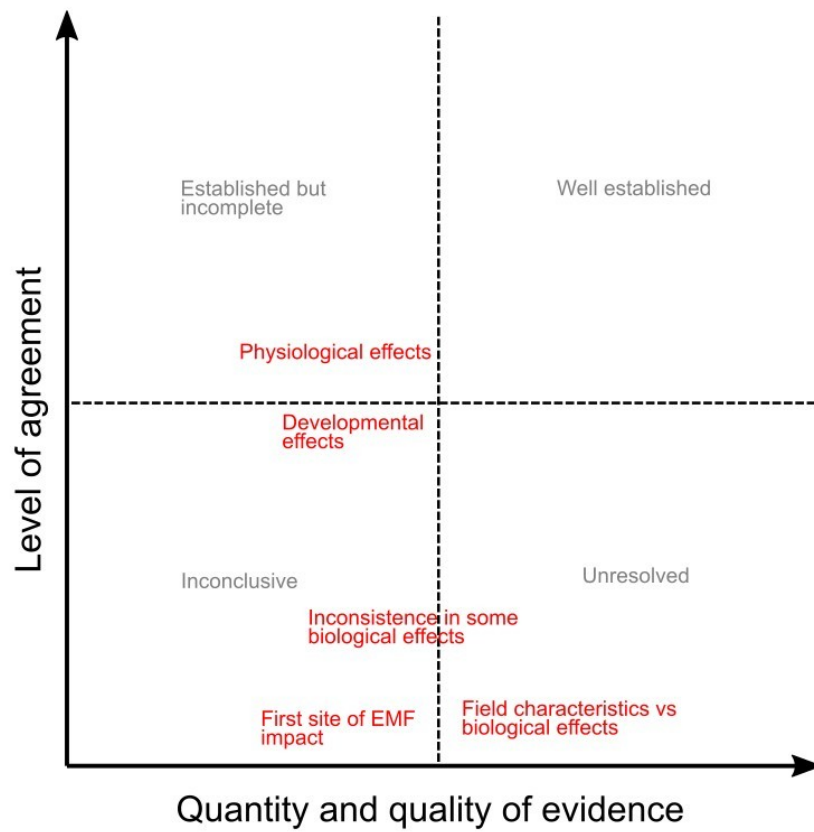 Established but
incomplete
Well established
Physiological effects
Developmental
effects
Level of agreement
Inconclusive
Unresolved
Inconsistence in some
biological effects
First site of EMF
impact
Field characteristics vs
biological effects
Quantity and quality of evidence